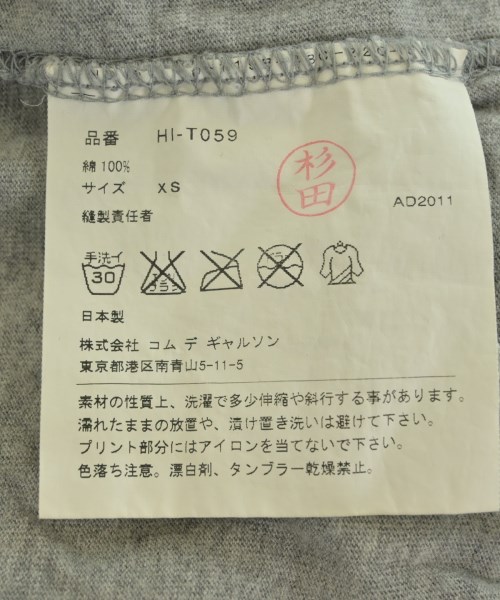 品番 HI-T059
綿 100%
サイズ XS
杉田
AD2011
縫製責任者
手洗イ
30
日本製
株式会社 コム デ ギャルソン
東京都港区南青山5-11-5
素材の性質上、洗濯で多少伸縮や斜行する事があります。
濡れたままの放置や、漬け置き洗いは避けて下さい。
プリント部分にはアイロンを当てないで下さい。
色落ち注意。漂白剤、タンブラー乾燥禁止。